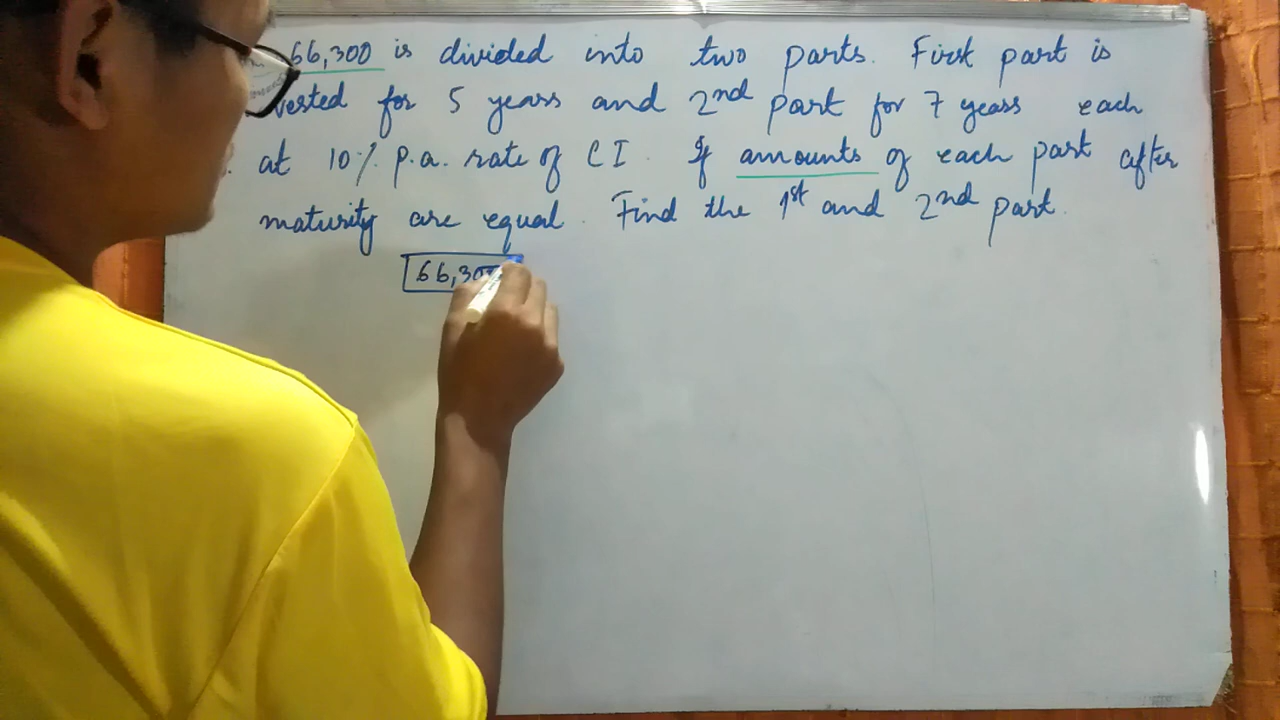 66,300 is divided into two parts. First part is
vested for 5 years and 2nd part for 7 years each
at 10% p.a. rate of CI. If amounts of each part after
maturity are equal. Find the 1st and 2nd part.